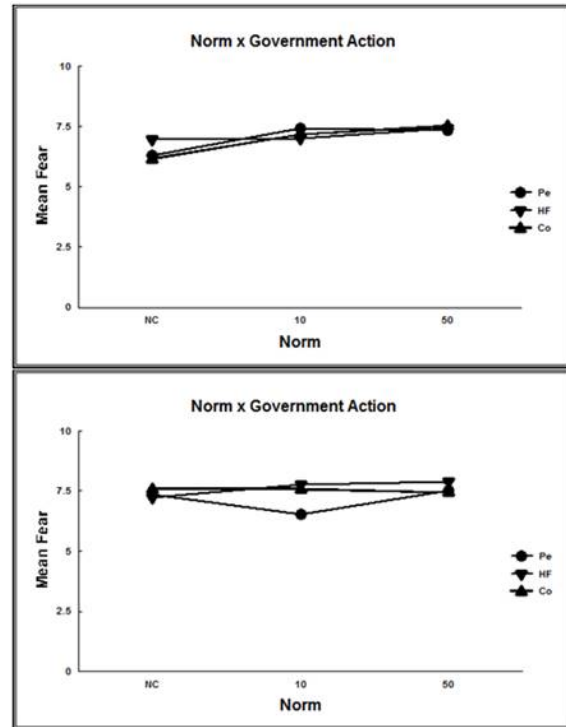 Norm x Government Action
10
7.5
5
2.5
0
Mean Fear
NC 10 50
Norm
Pe
HF
Co
Norm x Government Action
10
7.5
5
2.5
0
Mean Fear
NC 10 50
Norm
Pe
HF
Co